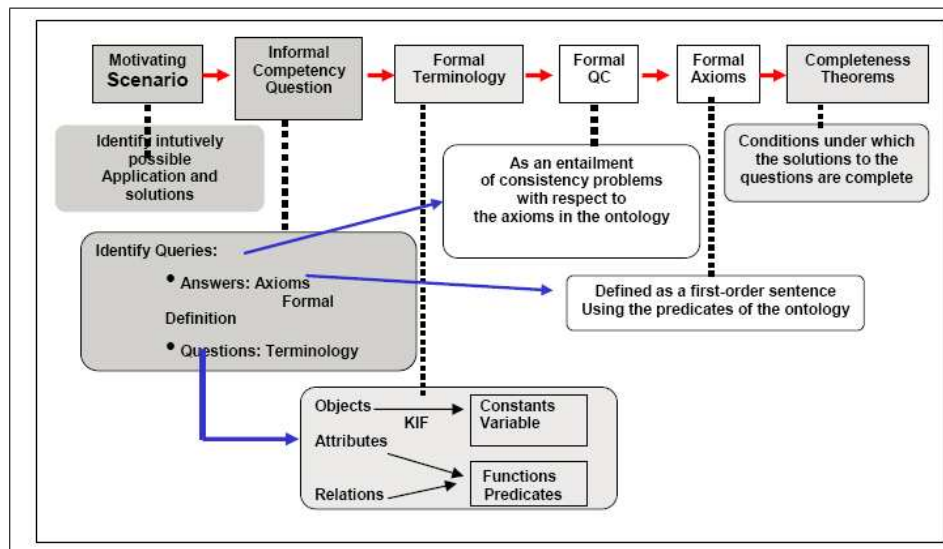 Motivating
Scenario
Informal
Competency
Question
Formal
Terminology
Formal
QC
Formal
Axioms
Completeness
Theorems
Identify intutively
possible
Application and
solutions
As an entailment
of consistency problems
with respect to
the axioms in the ontology
Conditions under which
the solutions to the
questions are complete
Identify Queries:
• Answers: Axioms
Formal
Definition
• Questions: Terminology
Defined as a first-order sentence
Using the predicates of the ontology
Objects
KIF
Constants
Variable
Attributes
Relations
Functions
Predicates